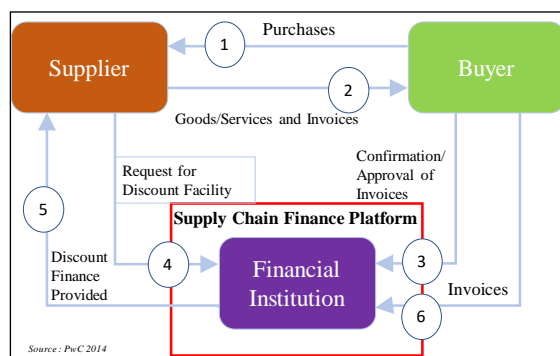 Purchases
1
Supplier
Buyer
2
Goods/Services and Invoices
Request for
Discount Facility
Confirmation/
Approval of
Invoices
5
Supply Chain Finance Platform
Discount
Finance
Provided
4
Financial
Institution
3
Invoices
6
Source : PwC 2014